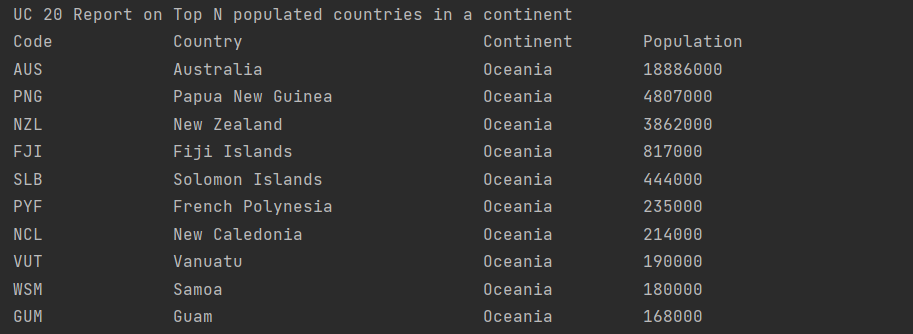 UC 20 Report on Top N populated countries in a continent
Code Country Continent Population
AUS Australia Oceania 18886000
PNG Papua New Guinea Oceania 4807000
NZL New Zealand Oceania 3862000
FJI Fiji Islands Oceania 817000
SLB Solomon Islands Oceania 444000
PYF French Polynesia Oceania 235000
NCL New Caledonia Oceania 214000
VUT Vanuatu Oceania 190000
WSM Samoa Oceania 180000
GUM Guam Oceania 168000